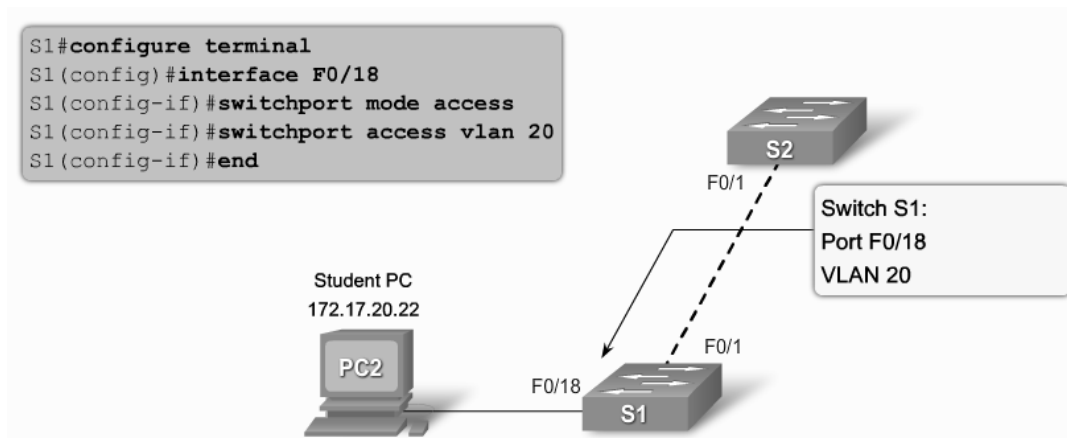 S1#configure terminal
S1(config)#interface F0/18
S1(config-if)#switchport mode access
S1(config-if)#switchport access vlan 20
S1(config-if)#end
S2
F0/1
Switch S1:
Port F0/18
VLAN 20
Student PC
172.17.20.22
PC2
F0/18
F0/1
S1